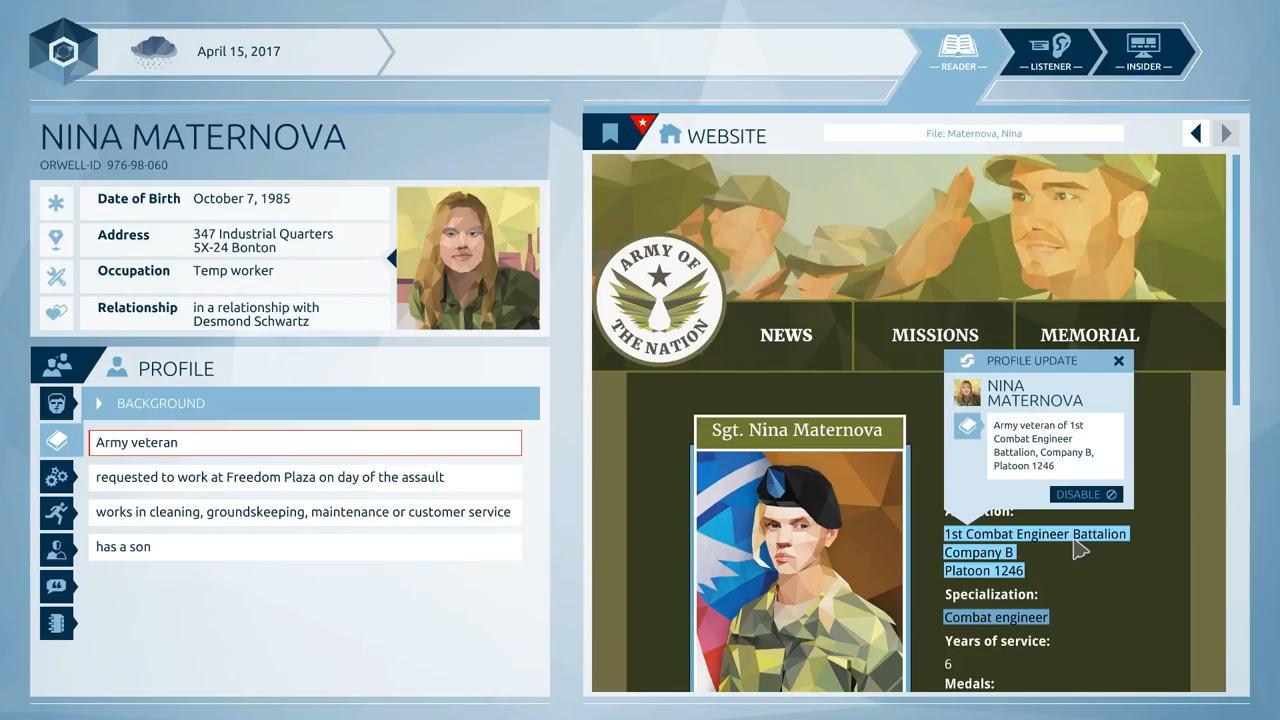 April 15, 2017
READER
LISTENER
INSIDER
NINA MATERNOVA
ORWELL-ID 976-98-060
Date of Birth October 7, 1985
Address 347 Industrial Quarters
5X-24 Bonton
Occupation Temp worker
Relationship in a relationship with
Desmond Schwartz
PROFILE
BACKGROUND
Army veteran
requested to work at Freedom Plaza on day of the assault
works in cleaning, groundskeeping, maintenance or customer service
has a son
WEBSITE
File: Maternova, Nina
ARMY OF
THE NATION
NEWS
MISSIONS
MEMORIAL
Sgt. Nina Maternova
PROFILE UPDATE
NINA
MATERNOVA
Army veteran of 1st
Combat Engineer
Battalion, Company B,
Platoon 1246
DISABLE
1st Combat Engineer Battalion
Company B
Platoon 1246
Specialization:
Combat engineer
Years of service:
6
Medals: